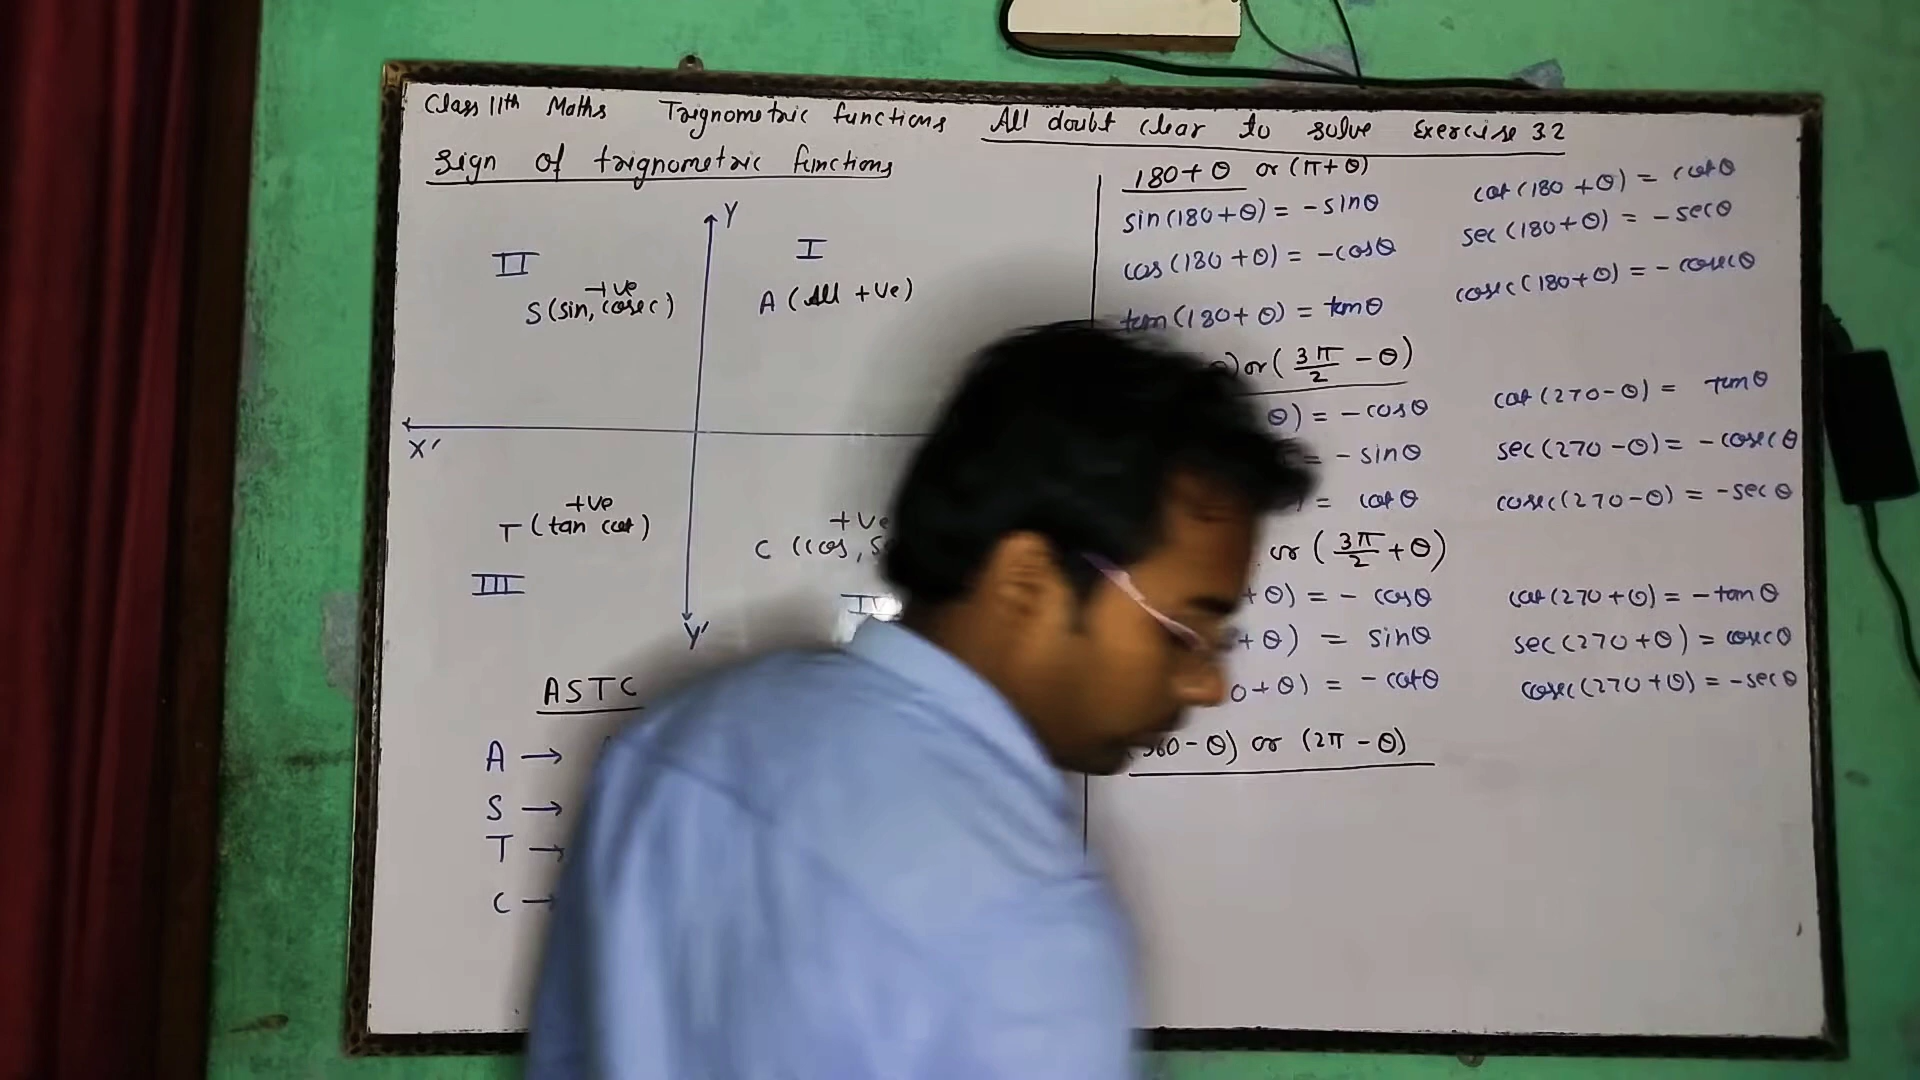 Class 11th Maths Trignometric functions All doubt clear to solve Exercise 3.2
Sign of trignometric functions
Y
II
I
+ve
S (sin, cosec)
A (All +ve)
X'
+ve
T (tan cot)
III
+ve
C (cos,
IV
Y'
ASTC
A →
S →
T →
C →
180+θ or (π+θ)
sin(180+θ) = -sinθ
cos(180+θ) = -cosθ
tan(180+θ) = tanθ
cot(180+θ) = cotθ
sec(180+θ) = -secθ
cosec(180+θ) = -cosecθ
) or (3π/2 - θ)
θ) = -cosθ
= - sinθ
) = cotθ
cot(270-θ) = tanθ
sec(270-θ) = -cosecθ
cosec(270-θ) = -secθ
or (3π/2 + θ)
+θ) = - cosθ
+θ) = sinθ
0+θ) = - cotθ
cot(270+θ) = -tanθ
sec(270+θ) = cosecθ
cosec(270+θ) = -secθ
360-θ) or (2π-θ)